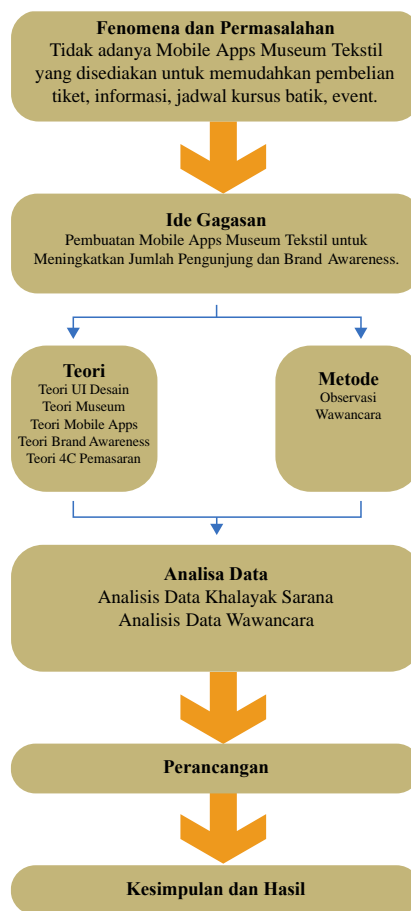 Fenomena dan Permasalahan
Tidak adanya Mobile Apps Museum Tekstil
yang disediakan untuk memudahkan pembelian
tiket, informasi, jadwal kursus batik, event.
Ide Gagasan
Pembuatan Mobile Apps Museum Tekstil untuk
Meningkatkan Jumlah Pengunjung dan Brand Awareness.
Teori
Teori UI Desain
Teori Museum
Teori Mobile Apps
Teori Brand Awareness
Teori 4C Pemasaran
Metode
Observasi
Wawancara
Analisa Data
Analisis Data Khalayak Sarana
Analisis Data Wawancara
Perancangan
Kesimpulan dan Hasil